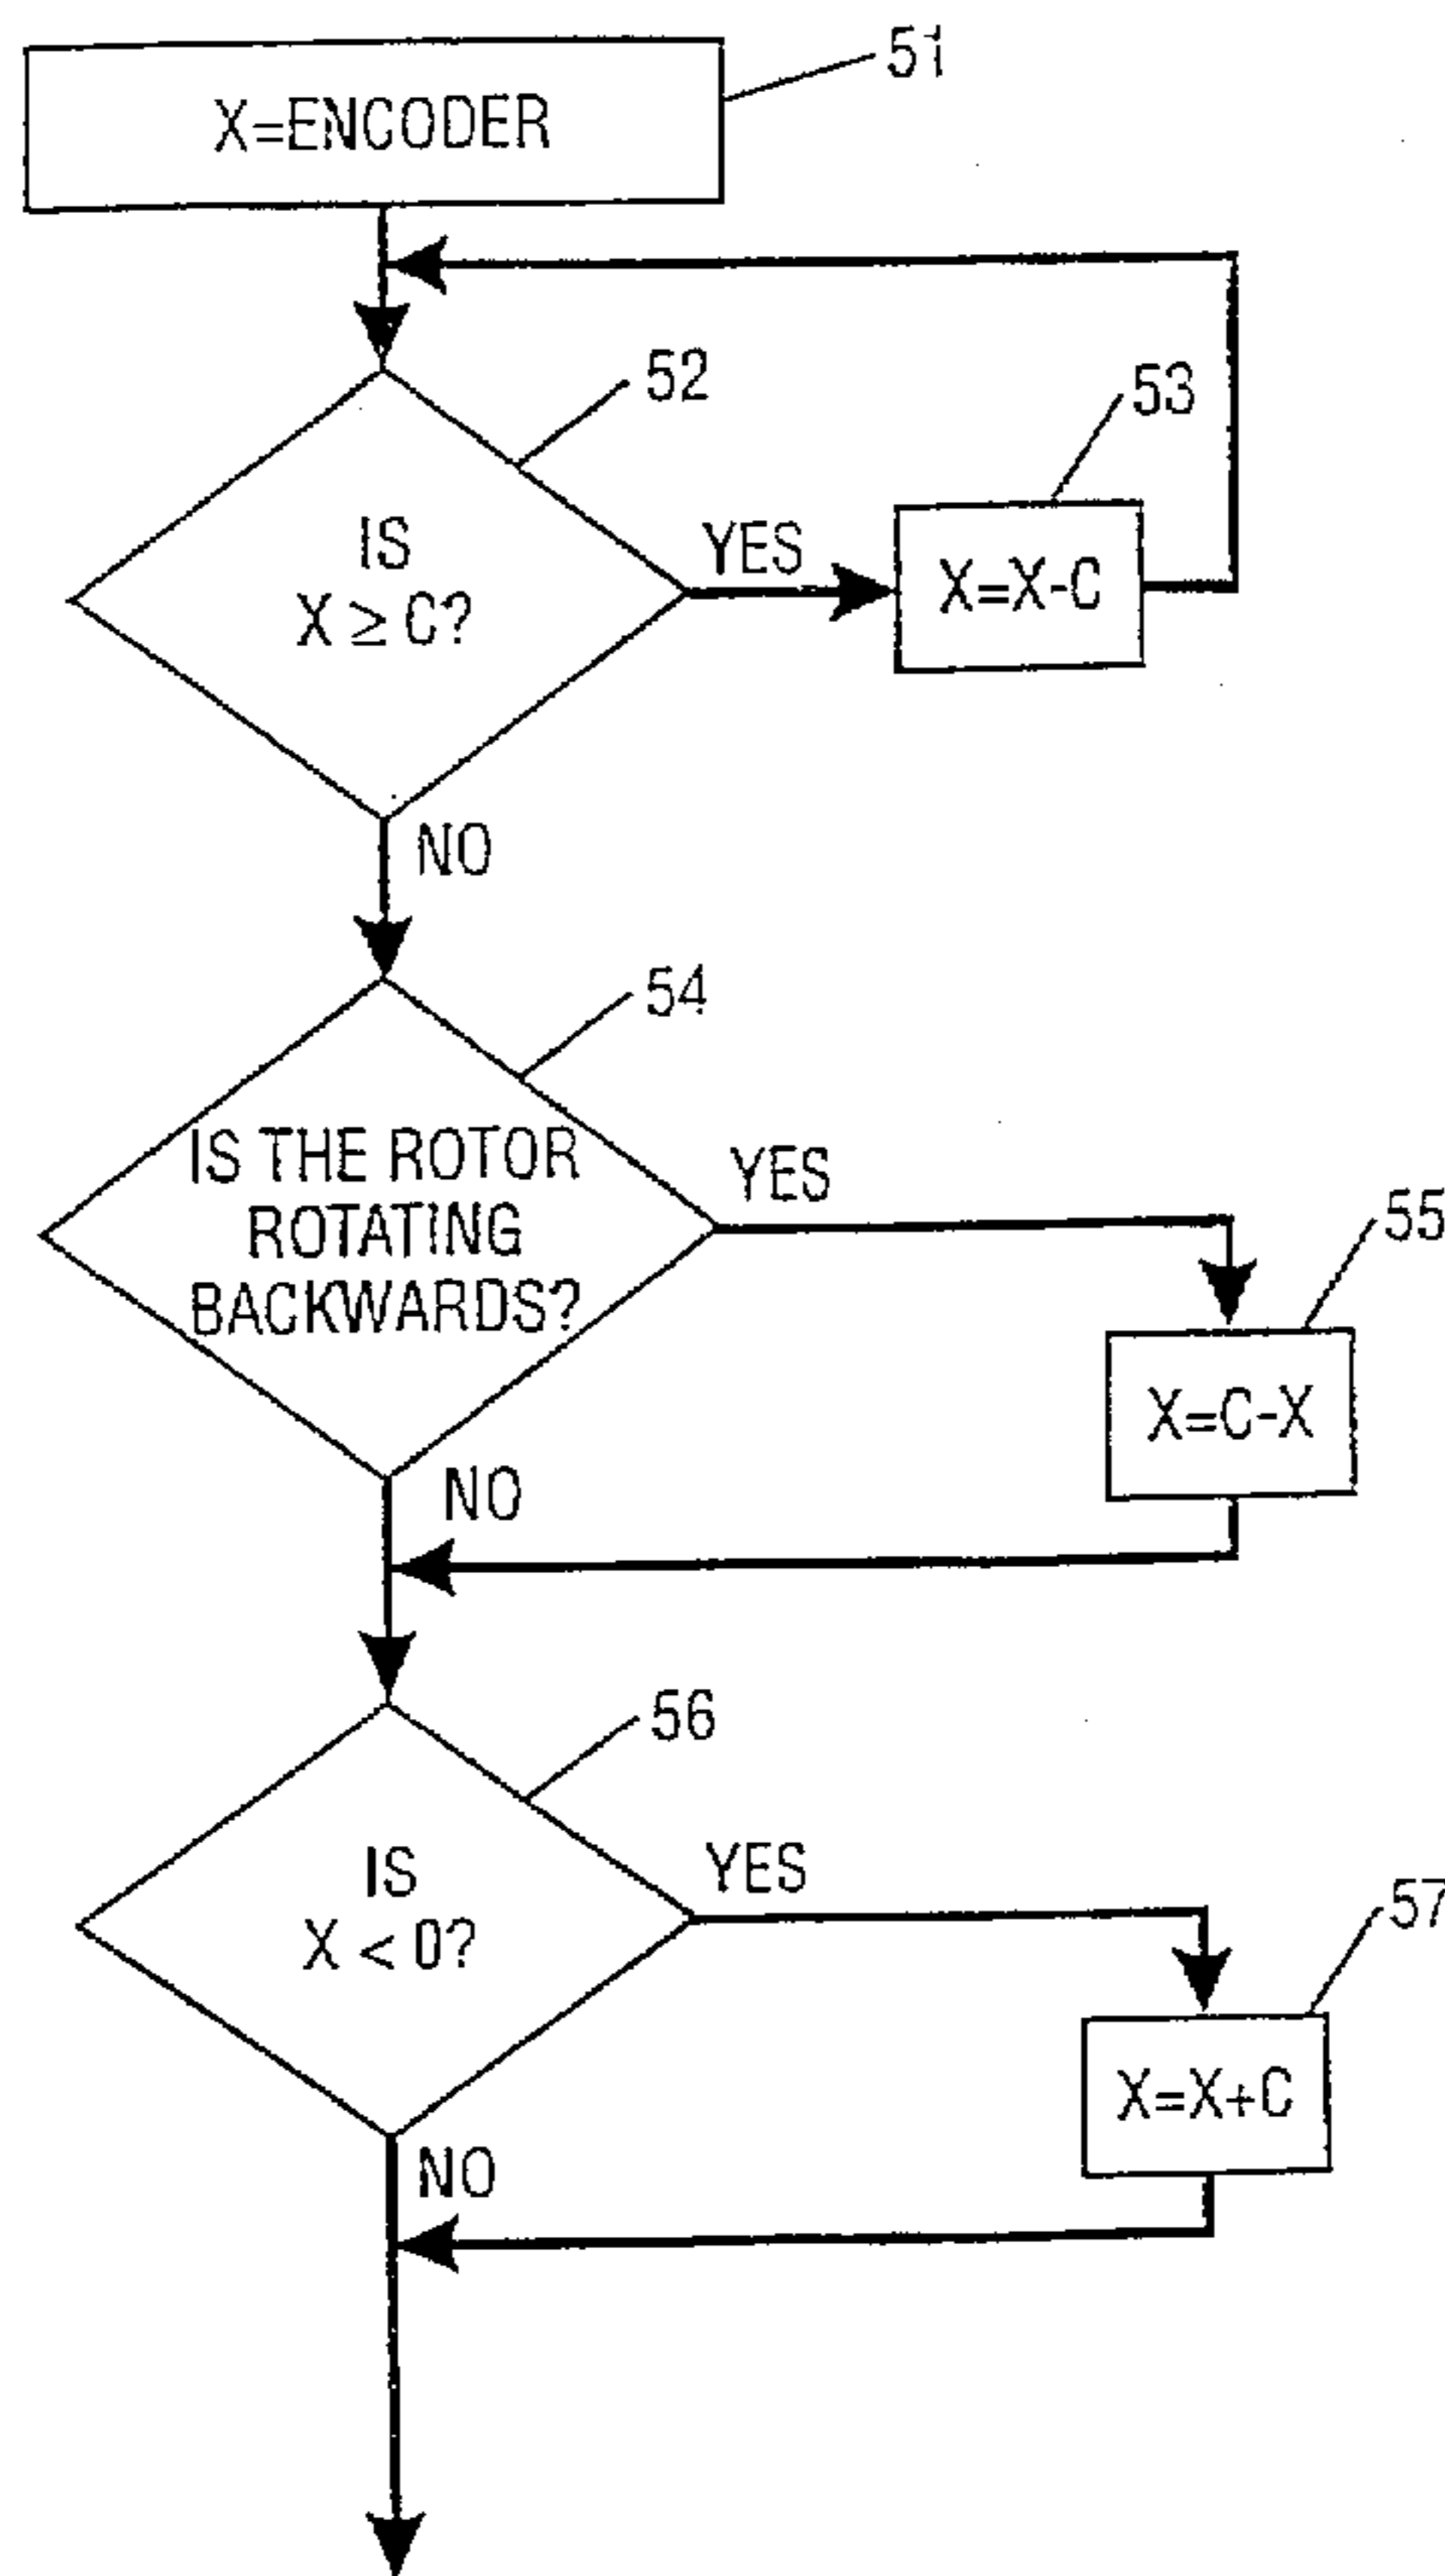 X=ENCODER
51
52
IS
X ≥ C?
YES
53
X=X-C
NO
54
IS THE ROTOR
ROTATING
BACKWARDS?
YES
55
X=C-X
NO
56
IS
X < 0?
YES
57
X=X+C
NO